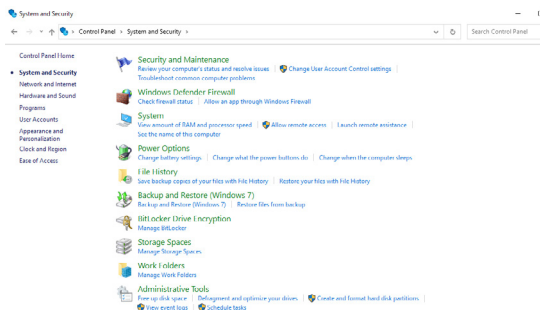 System and Security
Control Panel › System and Security ›
Search Control Panel
Control Panel Home
System and Security
Network and Internet
Hardware and Sound
Programs
User Accounts
Appearance and
Personalization
Clock and Region
Ease of Access
Security and Maintenance
Review your computer's status and resolve issues
Change User Account Control settings
Troubleshoot common computer problems
Windows Defender Firewall
Check firewall status
Allow an app through Windows Firewall
System
View amount of RAM and processor speed
Allow remote access
Launch remote assistance
See the name of this computer
Power Options
Change battery settings
Change what the power buttons do
Change when the computer sleeps
File History
Save backup copies of your files with File History
Restore your files with File History
Backup and Restore (Windows 7)
Backup and Restore (Windows 7)
Restore files from backup
BitLocker Drive Encryption
Manage BitLocker
Storage Spaces
Manage Storage Spaces
Work Folders
Manage Work Folders
Administrative Tools
Free up disk space
Defragment and optimize your drives
Create and format hard disk partitions
View event logs
Schedule tasks